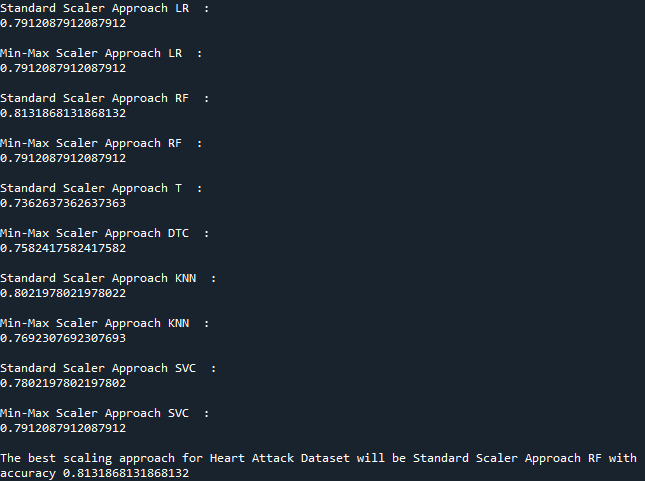 Standard Scaler Approach LR  :
0.7912087912087912
Min-Max Scaler Approach LR  :
0.7912087912087912
Standard Scaler Approach RF  :
0.8131868131868132
Min-Max Scaler Approach RF  :
0.7912087912087912
Standard Scaler Approach T  :
0.7362637362637363
Min-Max Scaler Approach DTC  :
0.7582417582417582
Standard Scaler Approach KNN  :
0.8021978021978022
Min-Max Scaler Approach KNN  :
0.7692307692307693
Standard Scaler Approach SVC  :
0.7802197802197802
Min-Max Scaler Approach SVC  :
0.7912087912087912
The best scaling approach for Heart Attack Dataset will be Standard Scaler Approach RF with
accuracy 0.8131868131868132